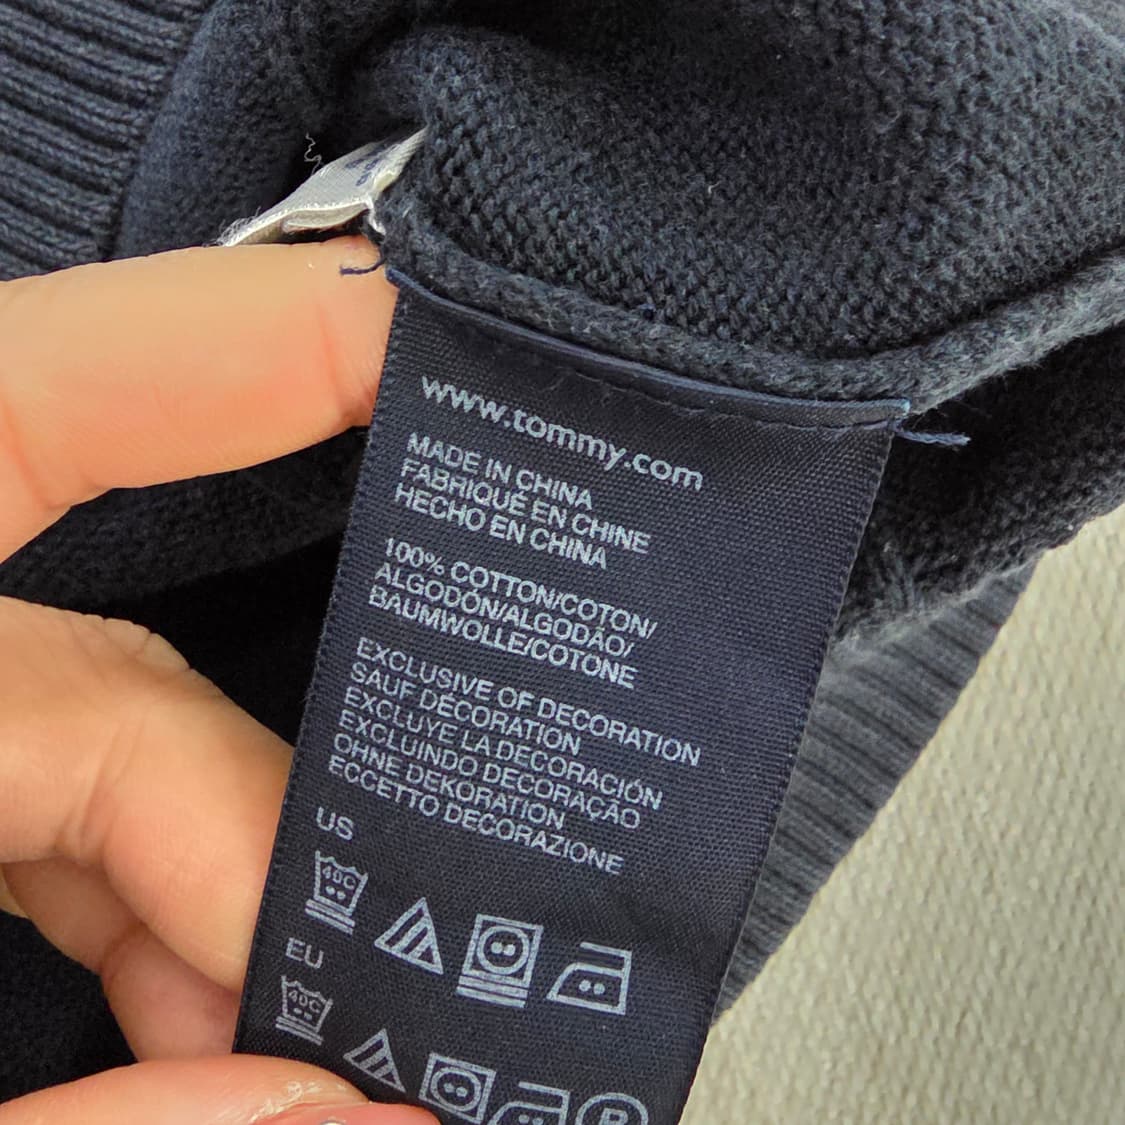 www.tommy.com
MADE IN CHINA
FABRIQUÉ EN CHINE
HECHO EN CHINA
100% COTTON/COTON/
ALGODÓN/ALGODÃO/
BAUMWOLLE/COTONE
EXCLUSIVE OF DECORATION
SAUF DÉCORATION
EXCLUYE LA DECORACIÓN
EXCLUINDO DECORAÇÃO
OHNE DEKORATION
ECCETTO DECORAZIONE
US
40C
EU
40C
P